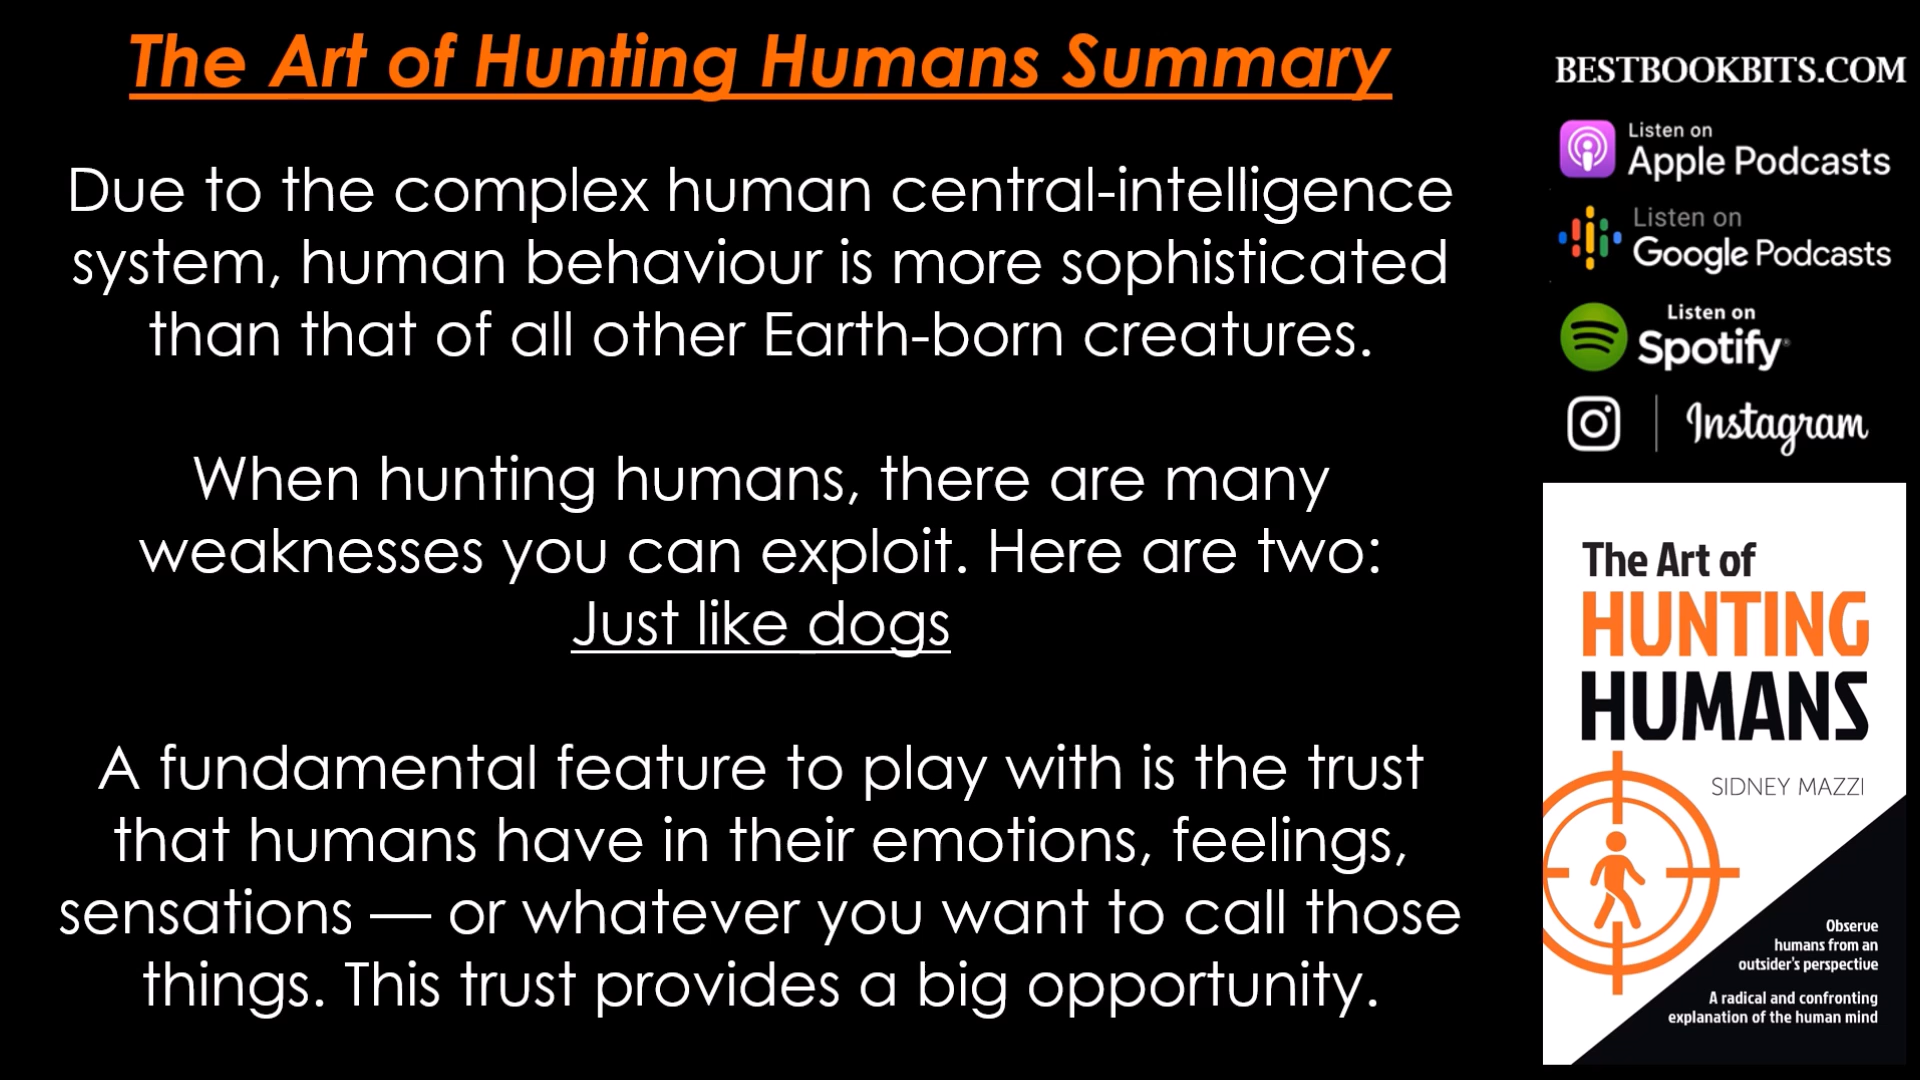 The Art of Hunting Humans Summary
Due to the complex human central-intelligence
system, human behaviour is more sophisticated
than that of all other Earth-born creatures.
When hunting humans, there are many
weaknesses you can exploit. Here are two:
Just like dogs
A fundamental feature to play with is the trust
that humans have in their emotions, feelings,
sensations — or whatever you want to call those
things. This trust provides a big opportunity.
BESTBOOKBITS.COM
Listen on
Apple Podcasts
Listen on
Google Podcasts
Listen on
Spotify®
Instagram
The Art of
HUNTING
HUMANS
SIDNEY MAZZI
Observe
humans from an
outsider's perspective
A radical and confronting
explanation of the human mind